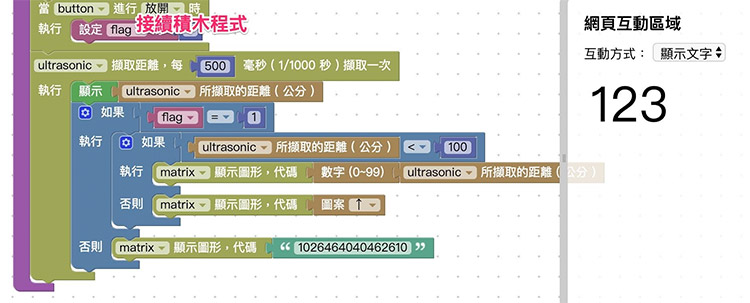 當 button 進行 放開 時
接續積木程式
執行 設定 flag
ultrasonic 擷取距離,每 500 毫秒 ( 1/1000 秒 ) 擷取一次
執行 顯示 ultrasonic 所擷取的距離 ( 公分 )
如果 flag = 1
執行 如果 ultrasonic 所擷取的距離 ( 公分 ) < 100
執行 matrix 顯示圖形,代碼 數字 (0~99) ultrasonic 所擷取的距離 ( 公分 )
否則 matrix 顯示圖形,代碼 圖案 ↑
否則 matrix 顯示圖形,代碼 “ 1026464040462610 ”
網頁互動區域
互動方式: 顯示文字
123